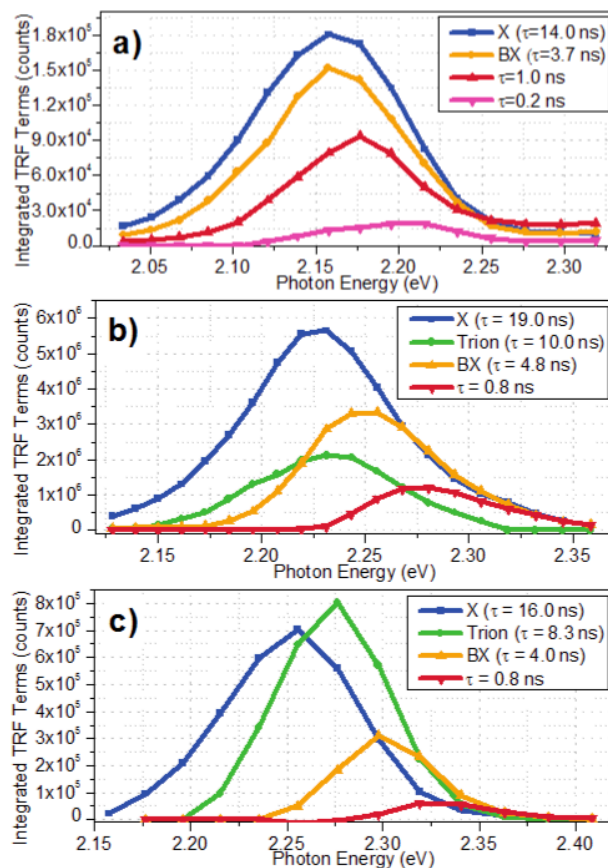 a)
Integrated TRF Terms (counts)
1.8x10⁵
1.5x10⁵
1.2x10⁵
9.0x10⁴
6.0x10⁴
3.0x10⁴
0.0
X (τ=14.0 ns)
BX (τ=3.7 ns)
τ=1.0 ns
τ=0.2 ns
2.05 2.10 2.15 2.20 2.25 2.30
Photon Energy (eV)
b)
Integrated TRF Terms (counts)
6x10⁶
5x10⁶
4x10⁶
3x10⁶
2x10⁶
1x10⁶
0
X (τ = 19.0 ns)
Trion (τ = 10.0 ns)
BX (τ = 4.8 ns)
τ = 0.8 ns
2.15 2.20 2.25 2.30 2.35
Photon Energy (eV)
c)
Integrated TRF Terms (counts)
8x10⁵
7x10⁵
6x10⁵
5x10⁵
4x10⁵
3x10⁵
2x10⁵
1x10⁵
0
X (τ = 16.0 ns)
Trion (τ = 8.3 ns)
BX (τ = 4.0 ns)
τ = 0.8 ns
2.15 2.20 2.25 2.30 2.35 2.40
Photon Energy (eV)